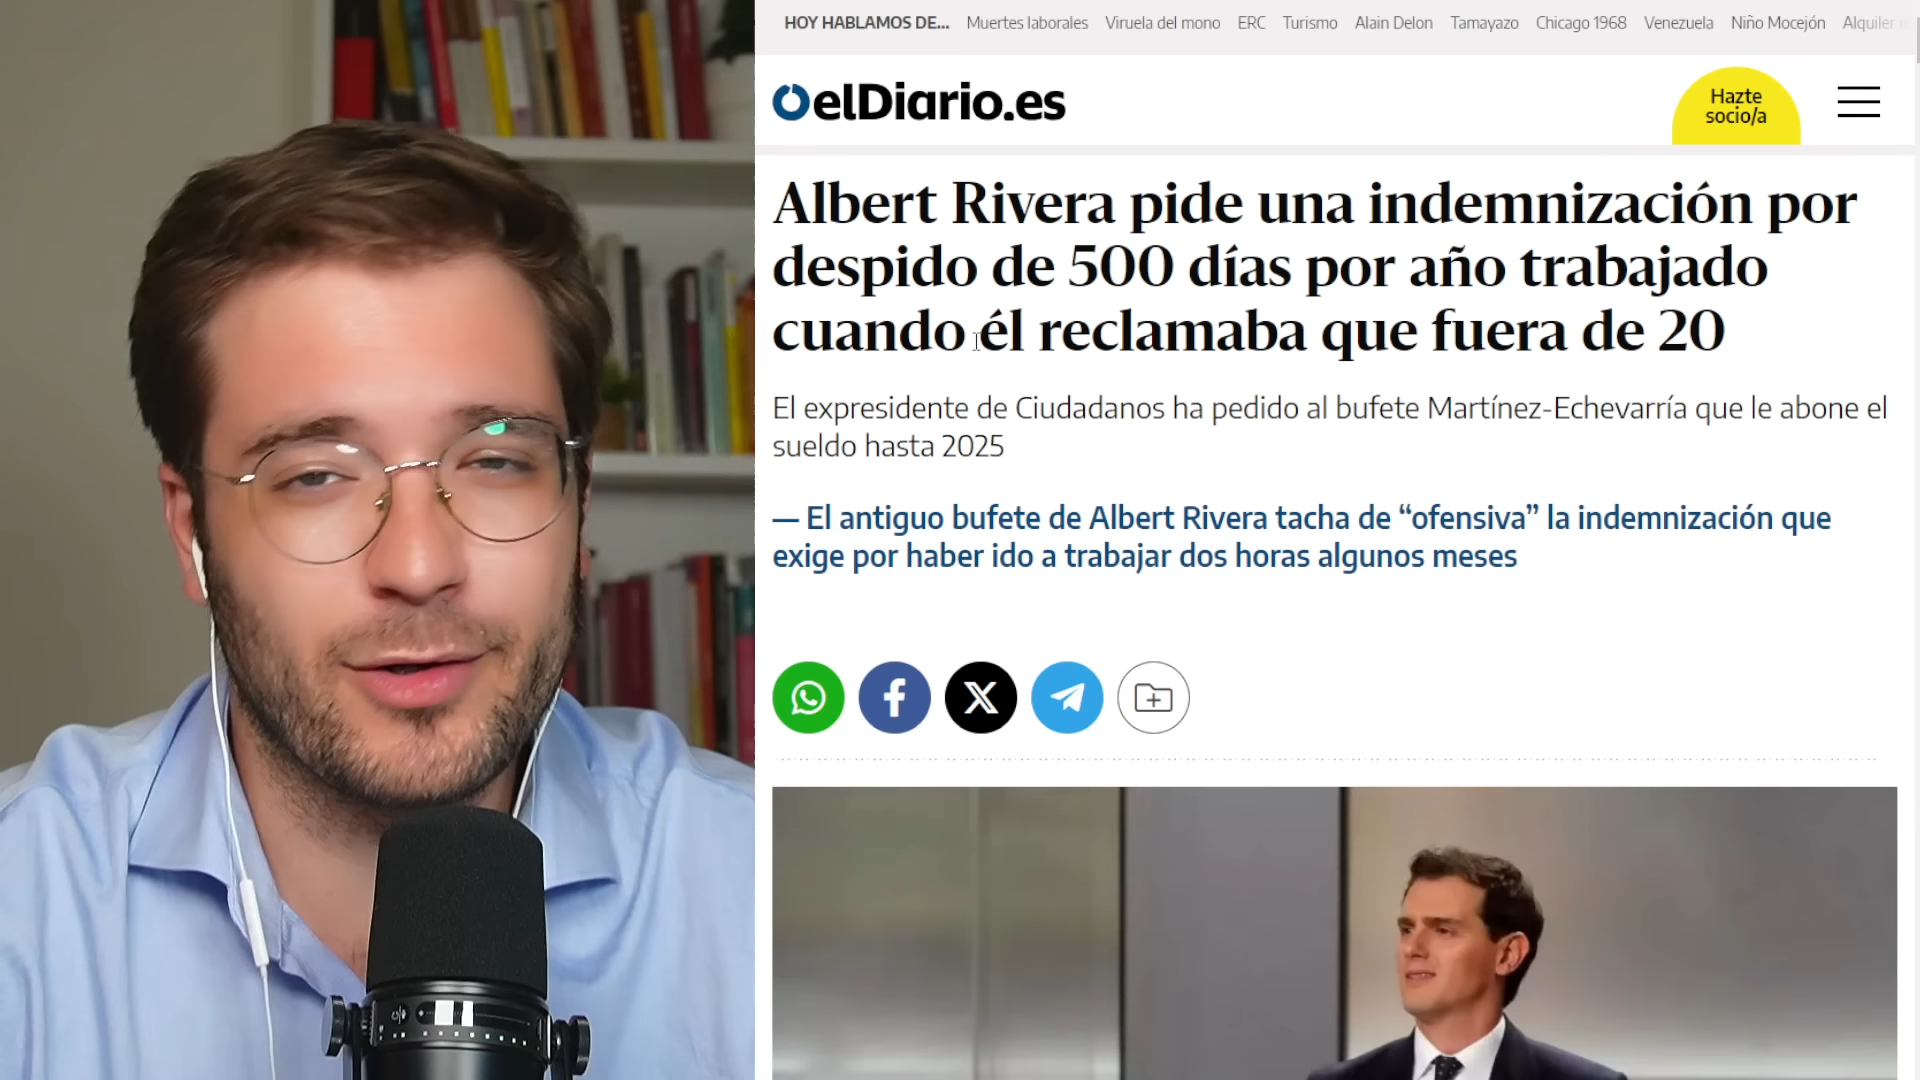 HOY HABLAMOS DE... Muertes laborales Viruela del mono ERC Turismo Alain Delon Tamayazo Chicago 1968 Venezuela Niño Mocejón Alquiler
elDiario.es
Hazte
socio/a
Albert Rivera pide una indemnización por
despido de 500 días por año trabajado
cuando él reclamaba que fuera de 20
El expresidente de Ciudadanos ha pedido al bufete Martínez-Echevarría que le abone el
sueldo hasta 2025
— El antiguo bufete de Albert Rivera tacha de “ofensiva” la indemnización que
exige por haber ido a trabajar dos horas algunos meses